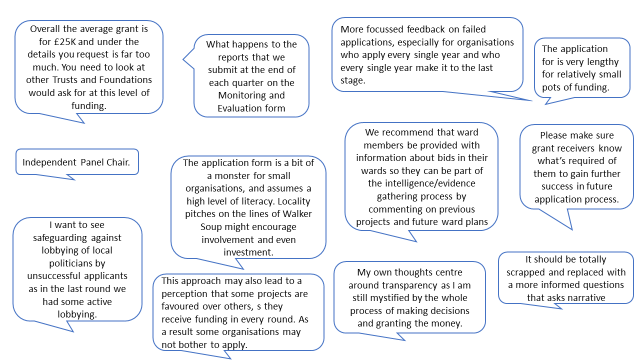 Overall the average grant is
for £25K and under the
details you request is far too
much. You need to look at
other Trusts and Foundations
would ask for at this level of
funding.
What happens to the
reports that we
submit at the end of
each quarter on the
Monitoring and
Evaluation form
More focussed feedback on failed
applications, especially for organisations
who apply every single year and who
every single year make it to the last
stage.
The application
for is very lengthy
for relatively small
pots of funding.
Independent Panel Chair.
The application form is a bit of
a monster for small
organisations, and assumes a
high level of literacy. Locality
pitches on the lines of Walker
Soup might encourage
involvement and even
investment.
We recommend that ward
members be provided with
information about bids in their
wards so they can be part of
the intelligence/evidence
gathering process by
commenting on previous
projects and future ward plans
Please make sure
grant receivers know
what's required of
them to gain further
success in future
application process.
I want to see
safeguarding against
lobbying of local
politicians by
unsuccessful applicants
as in the last round we
had some active
lobbying.
This approach may also lead to a
perception that some projects are
favoured over others, s they
receive funding in every round. As
a result some organisations may
not bother to apply.
My own thoughts centre
around transparency as I am
still mystified by the whole
process of making decisions
and granting the money.
It should be totally
scrapped and replaced with
a more informed questions
that asks narrative